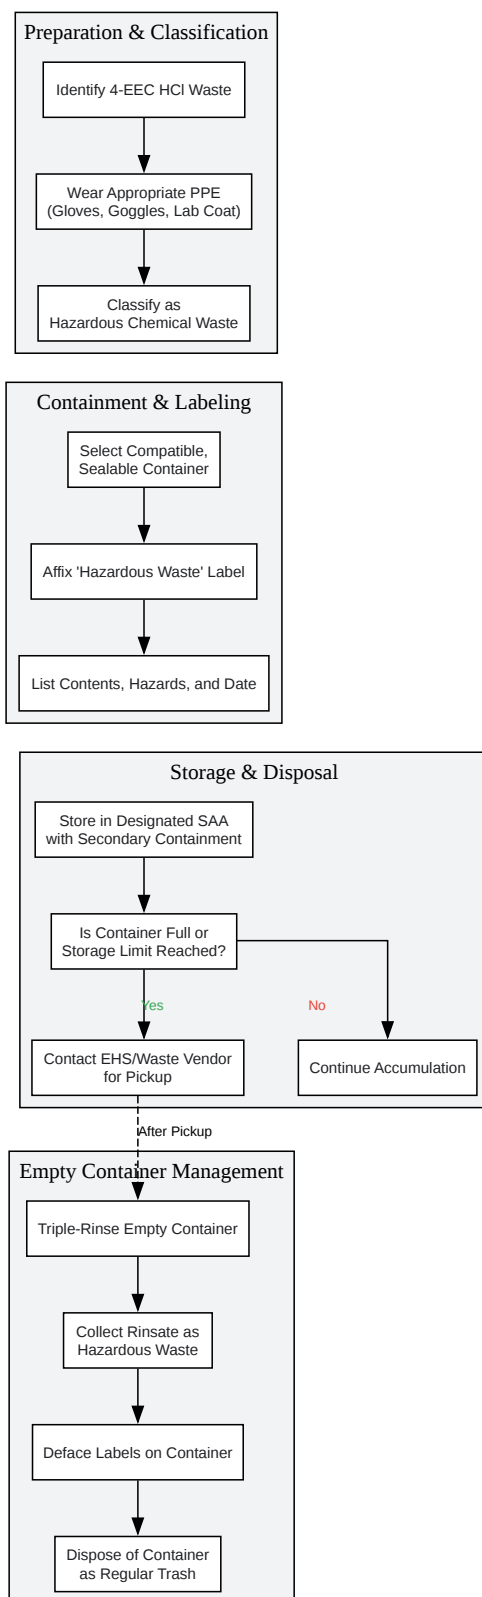 Preparation & Classification
Identify 4-EEC HCl Waste
Wear Appropriate PPE
(Gloves, Goggles, Lab Coat)
Classify as
Hazardous Chemical Waste
Containment & Labeling
Select Compatible,
Sealable Container
Affix 'Hazardous Waste' Label
List Contents, Hazards, and Date
Storage & Disposal
Store in Designated SAA
with Secondary Containment
Is Container Full or
Storage Limit Reached?
Yes
No
Contact EHS/Waste Vendor
for Pickup
Continue Accumulation
After Pickup
Empty Container Management
Triple-Rinse Empty Container
Collect Rinsate as
Hazardous Waste
Deface Labels on Container
Dispose of Container
as Regular Trash